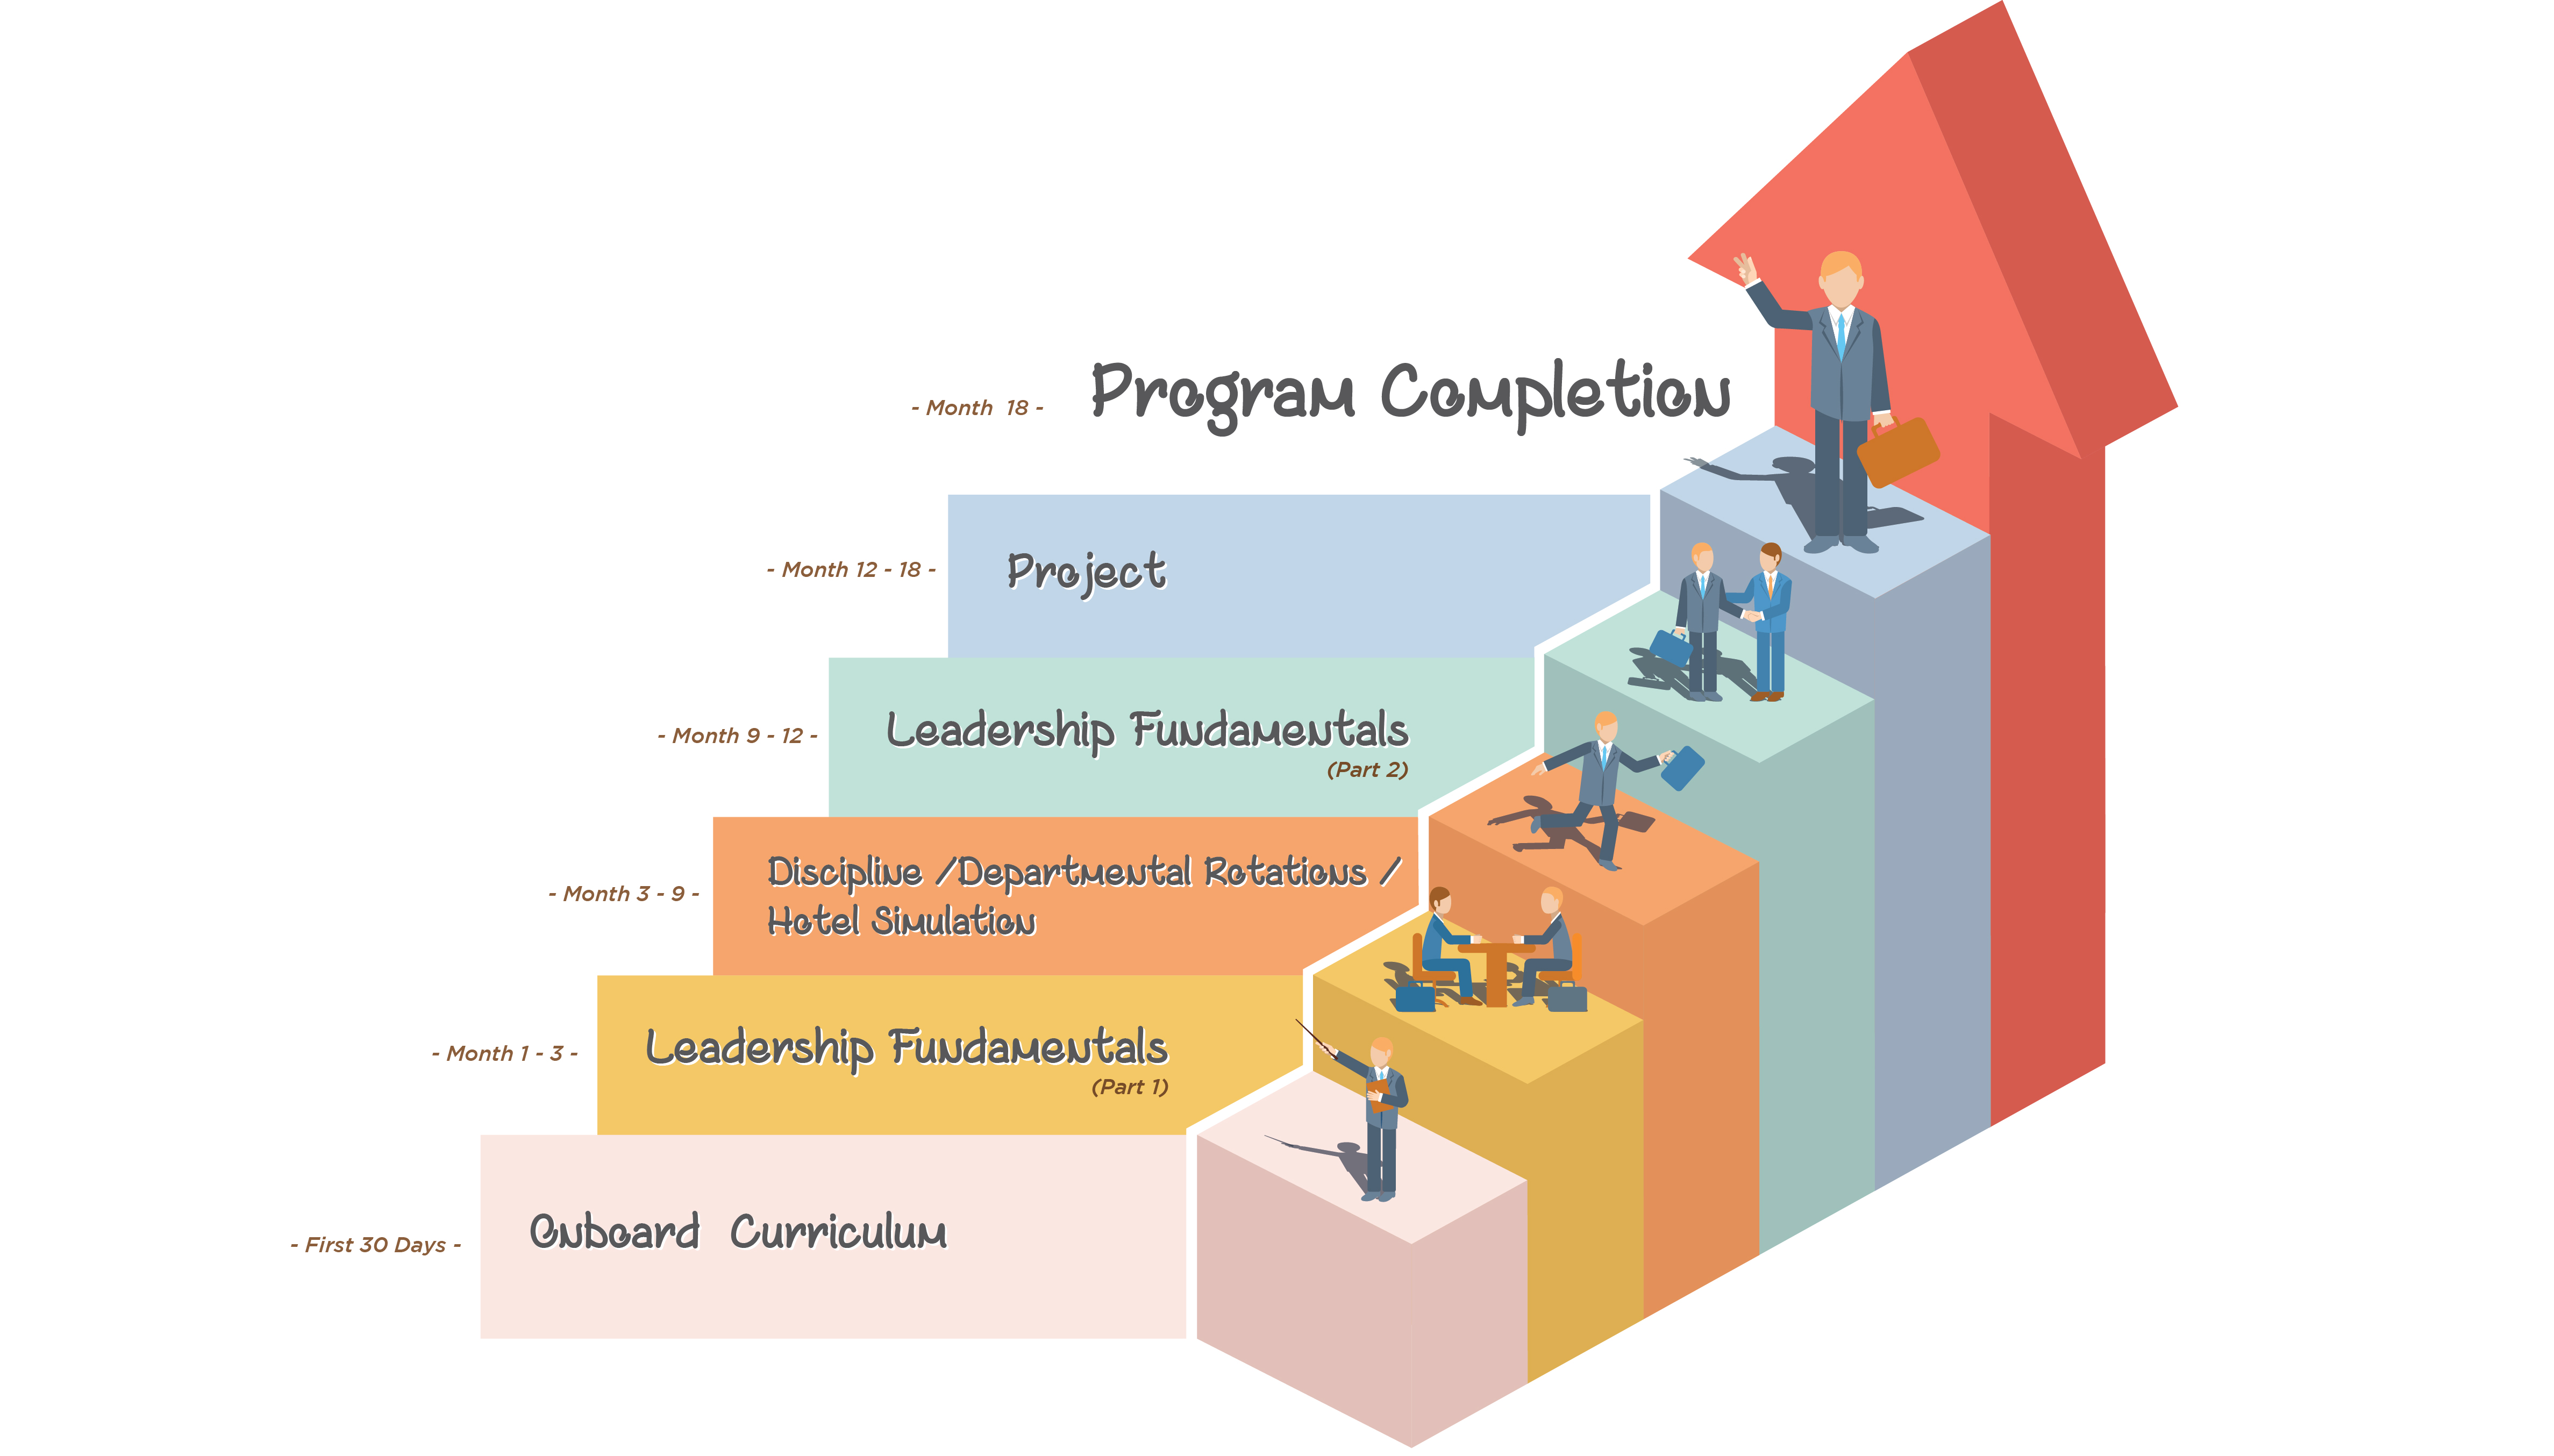 - Month 18 -
Program Completion
- Month 12 - 18 -
Project
- Month 9 - 12 -
Leadership Fundamentals
(Part 2)
- Month 3 - 9 -
Discipline /Departmental Rotations /
Hotel Simulation
- Month 1 - 3 -
Leadership Fundamentals
(Part 1)
- First 30 Days -
Onboard Curriculum